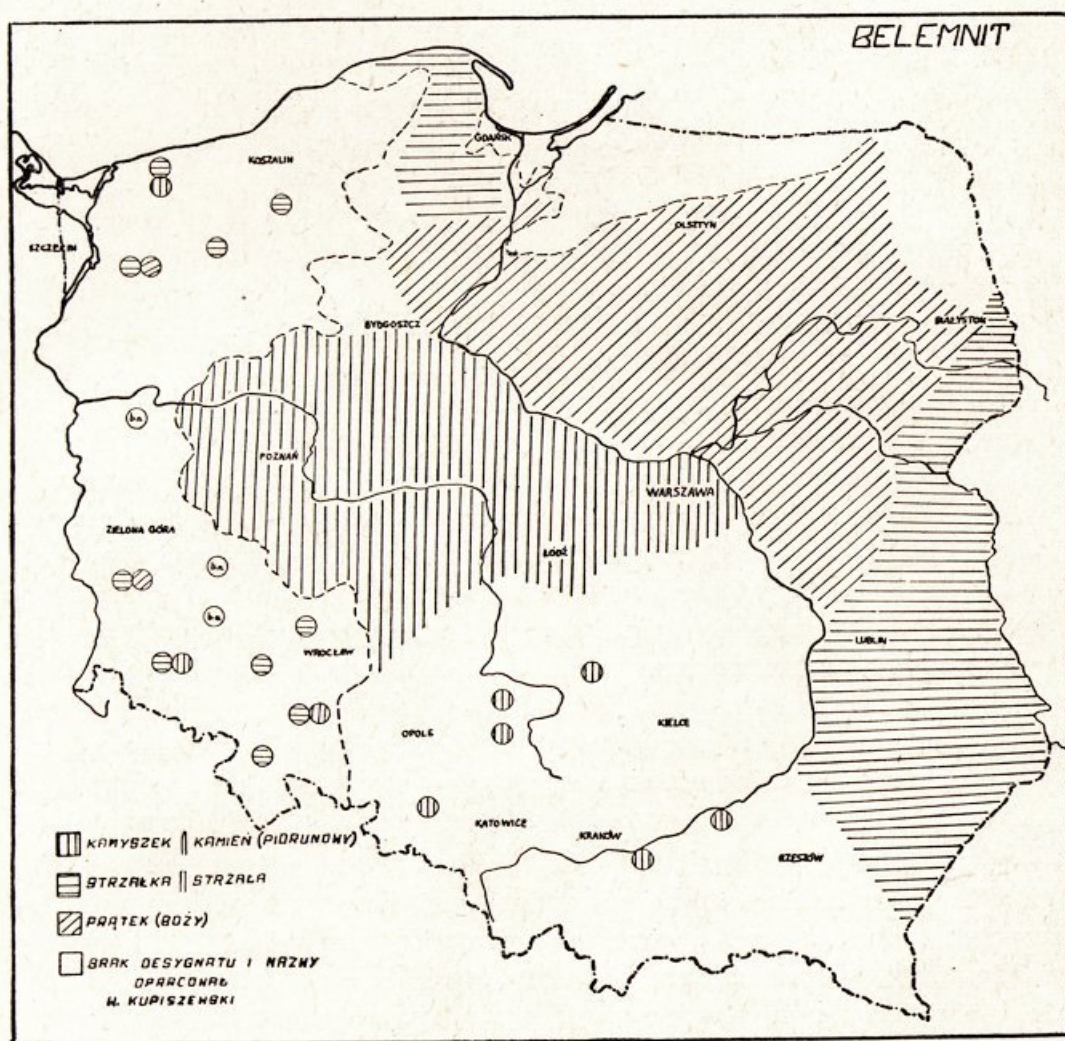 BELEMNIT
GDAŃSK
KOSZALIN
SZCZECIN
OLSZTYN
BYDGOSZCZ
BIAŁYSTOK
b.n.
POZNAŃ
WARSZAWA
ZIELONA GÓRA
ŁÓDŹ
b.n.
b.n.
LUBLIN
WROCŁAW
OPOLE
KIELCE
KATOWICE
KRAKÓW
RZESZÓW
KAMYSZEK || KAMIEŃ (PIORUNOWY)
STRZAŁKA || STRZAŁA
PRĄTEK (BOŻY)
BRAK DESYGNATU I NAZWY
OPRACOWAŁ
W. KUPISZEWSKI